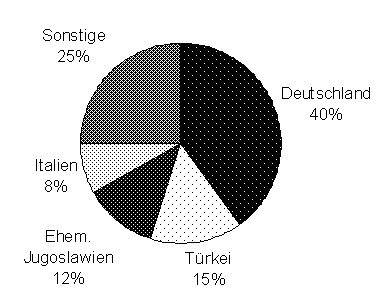 Sonstige
25%
Deutschland
40%
Italien
8%
Ehem.
Jugoslawien
12%
Türkei
15%